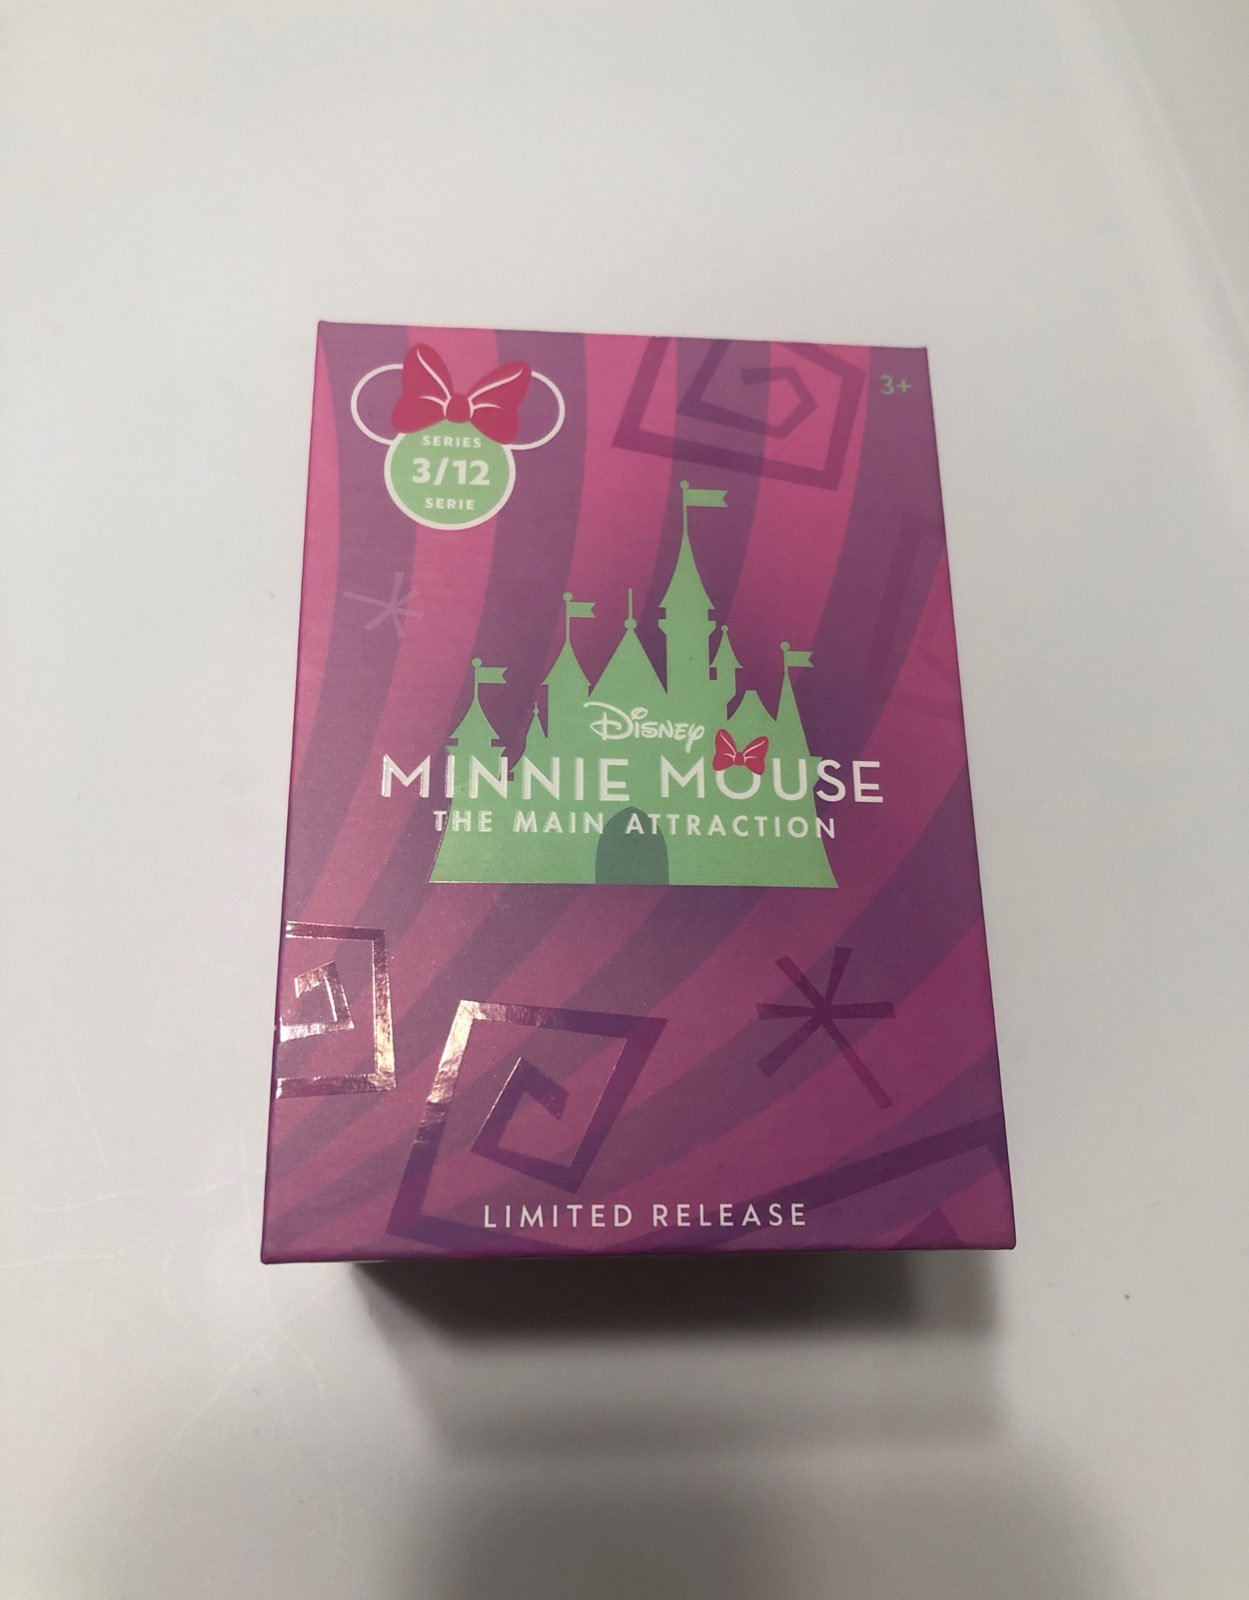 SERIES
3/12
SERIE
3+
Disney
MINNIE MOUSE
THE MAIN ATTRACTION
LIMITED RELEASE